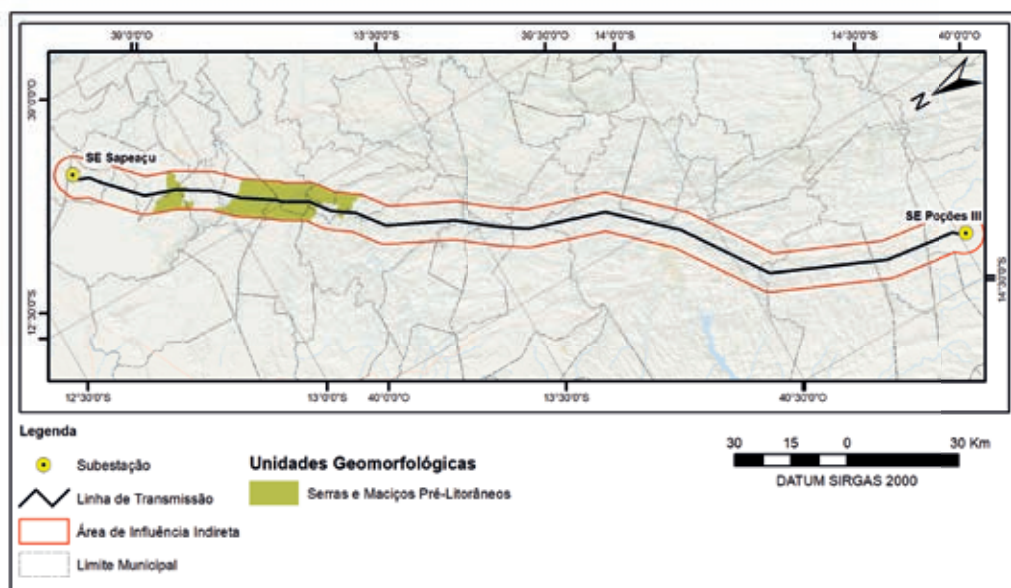 39°0'0"O 13°30'0"S 39°30'0"O 14°0'0"S 14°30'0"S 40°0'0"O
39°0'0"O
N
SE Sapeaçu
SE Poções III
14°30'0"S
12°30'0"S
12°30'0"S 13°0'0"S 40°0'0"O 13°30'0"S 40°30'0"O
Legenda
Subestação
Linha de Transmissão
Área de Influência Indireta
Limite Municipal
Unidades Geomorfológicas
Serras e Maciços Pré-Litorâneos
30 15 0 30 Km
DATUM SIRGAS 2000